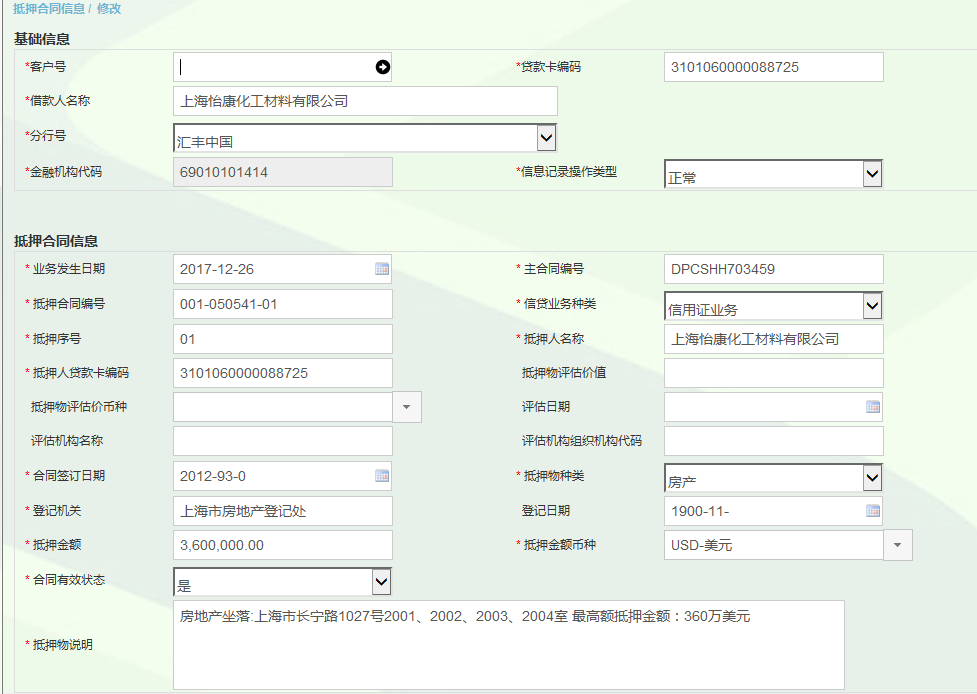 抵押合同信息 / 修改
基础信息
*客户号 *贷款卡编码 3101060000088725
*借款人名称 上海怡康化工材料有限公司
*分行号 汇丰中国
*金融机构代码 69010101414 *信息记录操作类型 正常
抵押合同信息
* 业务发生日期 2017-12-26 * 主合同编号 DPCSHH703459
* 抵押合同编号 001-050541-01 * 信贷业务种类 信用证业务
* 抵押序号 01 * 抵押人名称 上海怡康化工材料有限公司
* 抵押人贷款卡编码 3101060000088725 抵押物评估价值
抵押物评估价币种 评估日期
评估机构名称 评估机构组织机构代码
* 合同签订日期 2012-93-0 * 抵押物种类 房产
* 登记机关 上海市房地产登记处 登记日期 1900-11-
* 抵押金额 3,600,000.00 * 抵押金额币种 USD-美元
* 合同有效状态 是
* 抵押物说明 房地产坐落:上海市长宁路1027号2001、2002、2003、2004室 最高额抵押金额：360万美元